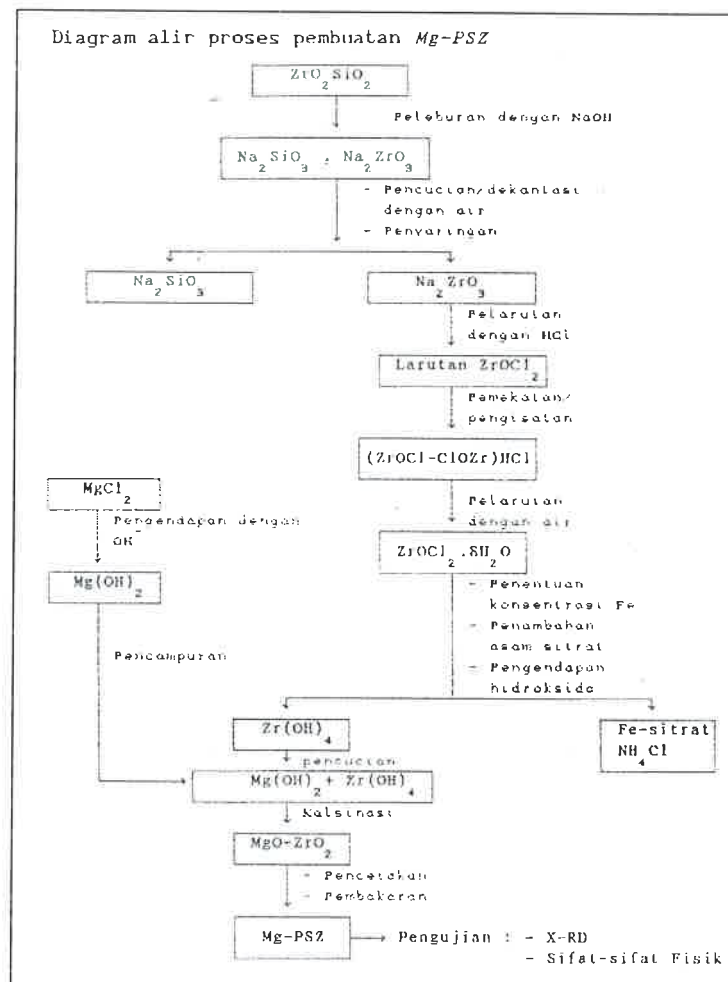 Diagram alir proses pembuatan Mg-PSZ
ZrO2SiO2
Peleburan dengan NaOH
Na2SiO3 , Na2ZrO3
- Pencucian/dekantasi
dengan air
- Penyaringan
Na2SiO3
Na2ZrO3
Pelarutan
dengan HCl
Larutan ZrOCl2
Pemekatan/
pengisatan
(ZrOCl-ClOZr)HCl
MgCl2
Pengendapan dengan
OH-
Pelarutan
dengan air
ZrOCl2.8H2O
Mg(OH)2
- Penentuan
konsentrasi Fe
- Penambahan
asam sitrat
- Pengendapan
hidroksida
Pencampuran
Zr(OH)4
Fe-sitrat
NH4Cl
pencucian
Mg(OH)2 + Zr(OH)4
Kalsinasi
MgO-ZrO2
- Pencetakan
- Pembakaran
Mg-PSZ
Pengujian : - X-RD
- Sifat-sifat Fisik